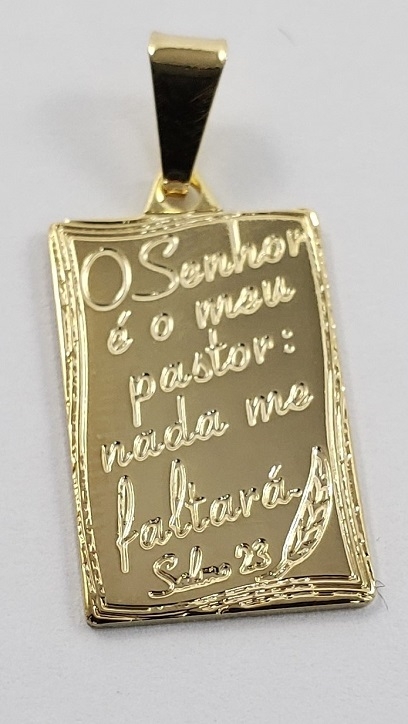 O Senhor
é o meu
pastor:
nada me
faltará.
Salmo 23